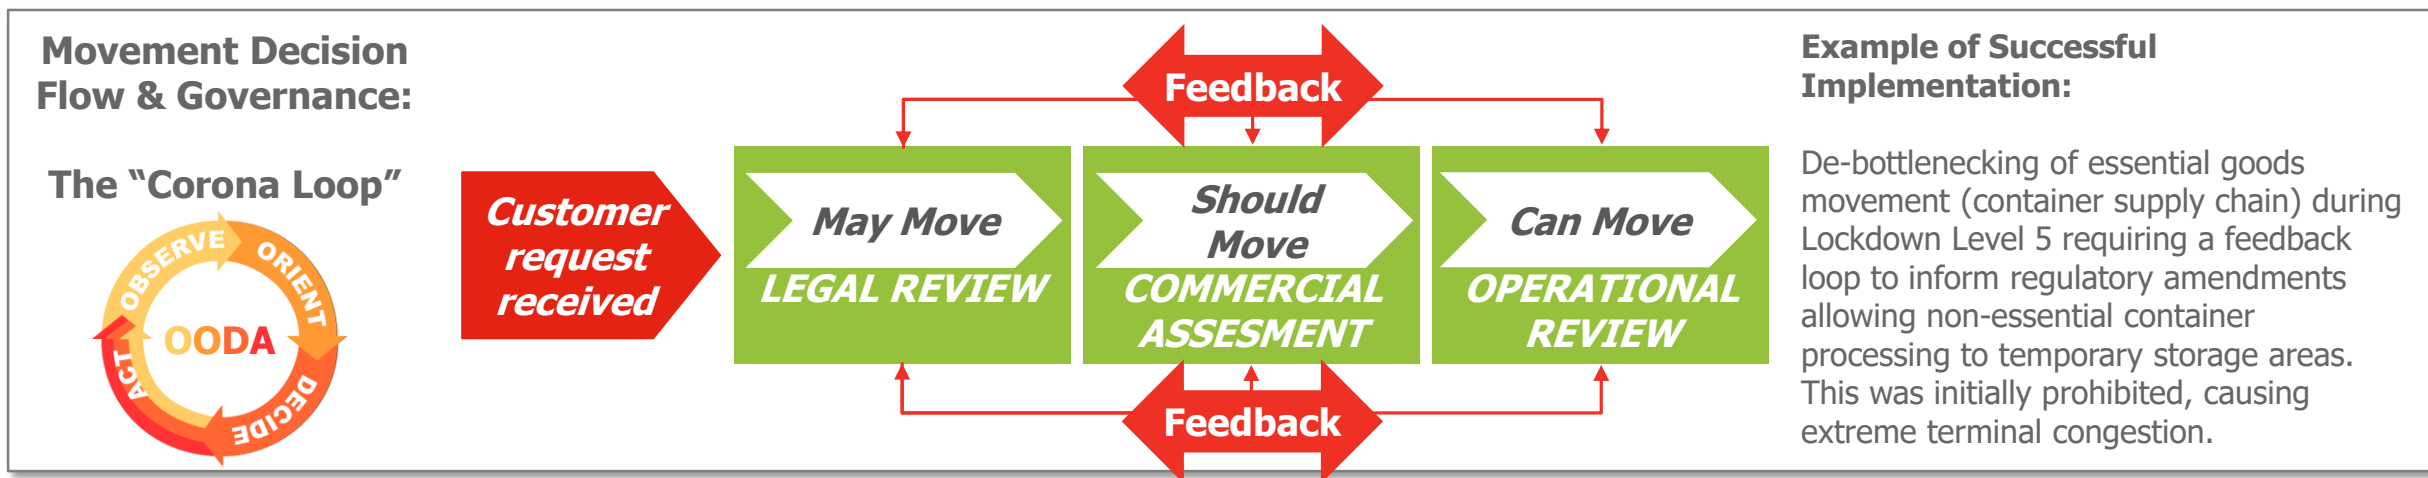 Movement Decision
Flow & Governance:
The “Corona Loop”
OBSERVE
ORIENT
DECIDE
ACT
OODA
Customer
request
received
Feedback
May Move
LEGAL REVIEW
Should
Move
COMMERCIAL
ASSESMENT
Can Move
OPERATIONAL
REVIEW
Feedback
Example of Successful
Implementation:
De-bottlenecking of essential goods
movement (container supply chain) during
Lockdown Level 5 requiring a feedback
loop to inform regulatory amendments
allowing non-essential container
processing to temporary storage areas.
This was initially prohibited, causing
extreme terminal congestion.